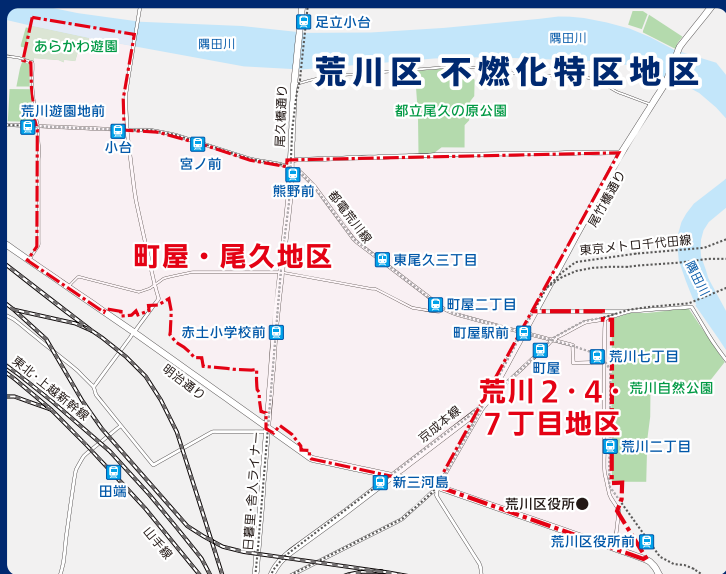 足立小台
隅田川
隅田川
あらかわ遊園
荒川区 不燃化特区地区
尾久橋通り
荒川遊園地前
都立尾久の原公園
小台
宮ノ前
熊野前
尾竹橋通り
都電荒川線
東京メトロ千代田線
町屋・尾久地区
東尾久三丁目
隅田川
町屋二丁目
赤土小学校前
町屋駅前
町屋
荒川七丁目
東北・上越新幹線
明治通り
荒川2・4・
7丁目地区
荒川自然公園
京成本線
荒川二丁目
日暮里・舎人ライナー
田端
新三河島
荒川区役所●
山手線
荒川区役所前